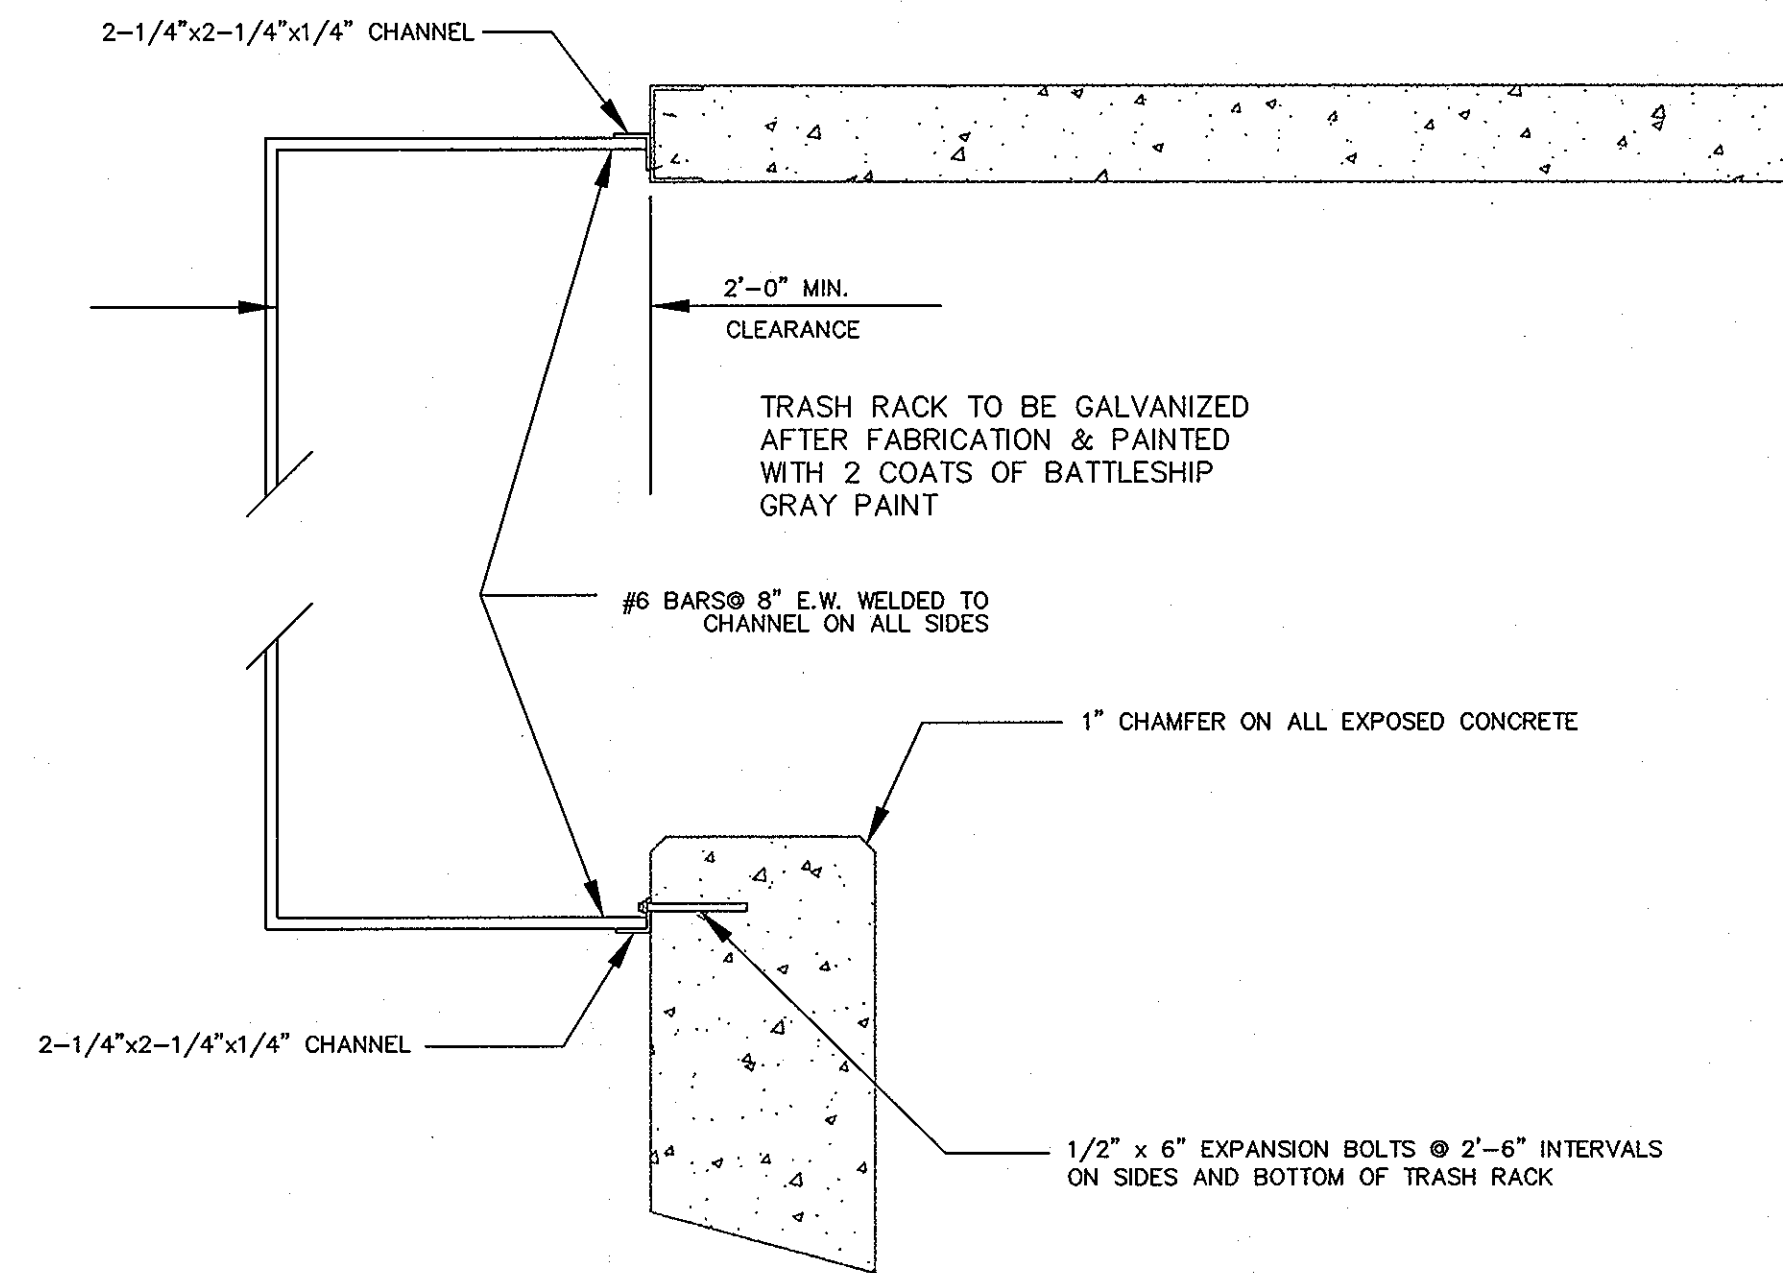 2-1/4"x2-1/4"x1/4" CHANNEL
2'-0" MIN.
CLEARANCE
TRASH RACK TO BE GALVANIZED
AFTER FABRICATION & PAINTED
WITH 2 COATS OF BATTLESHIP
GRAY PAINT
#6 BARS@ 8" E.W. WELDED TO
CHANNEL ON ALL SIDES
1" CHAMFER ON ALL EXPOSED CONCRETE
2-1/4"x2-1/4"x1/4" CHANNEL
1/2" x 6" EXPANSION BOLTS @ 2'-6" INTERVALS
ON SIDES AND BOTTOM OF TRASH RACK